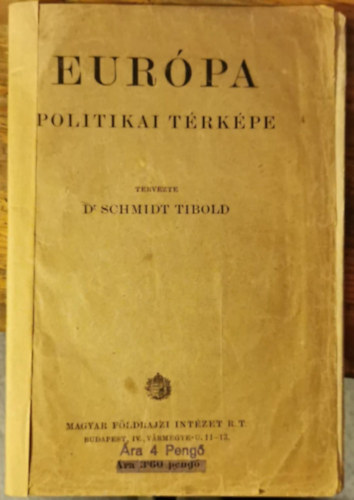 EURÓPA
POLITIKAI TÉRKÉPE
TERVEZTE
Dr SCHMIDT TIBOLD
MAGYAR FÖLDRAJZI INTÉZET R. T.
BUDAPEST, IV., VÁRMEGYE-U. 11-13.
Ára 4 Pengő
Ára 3·60 pengő